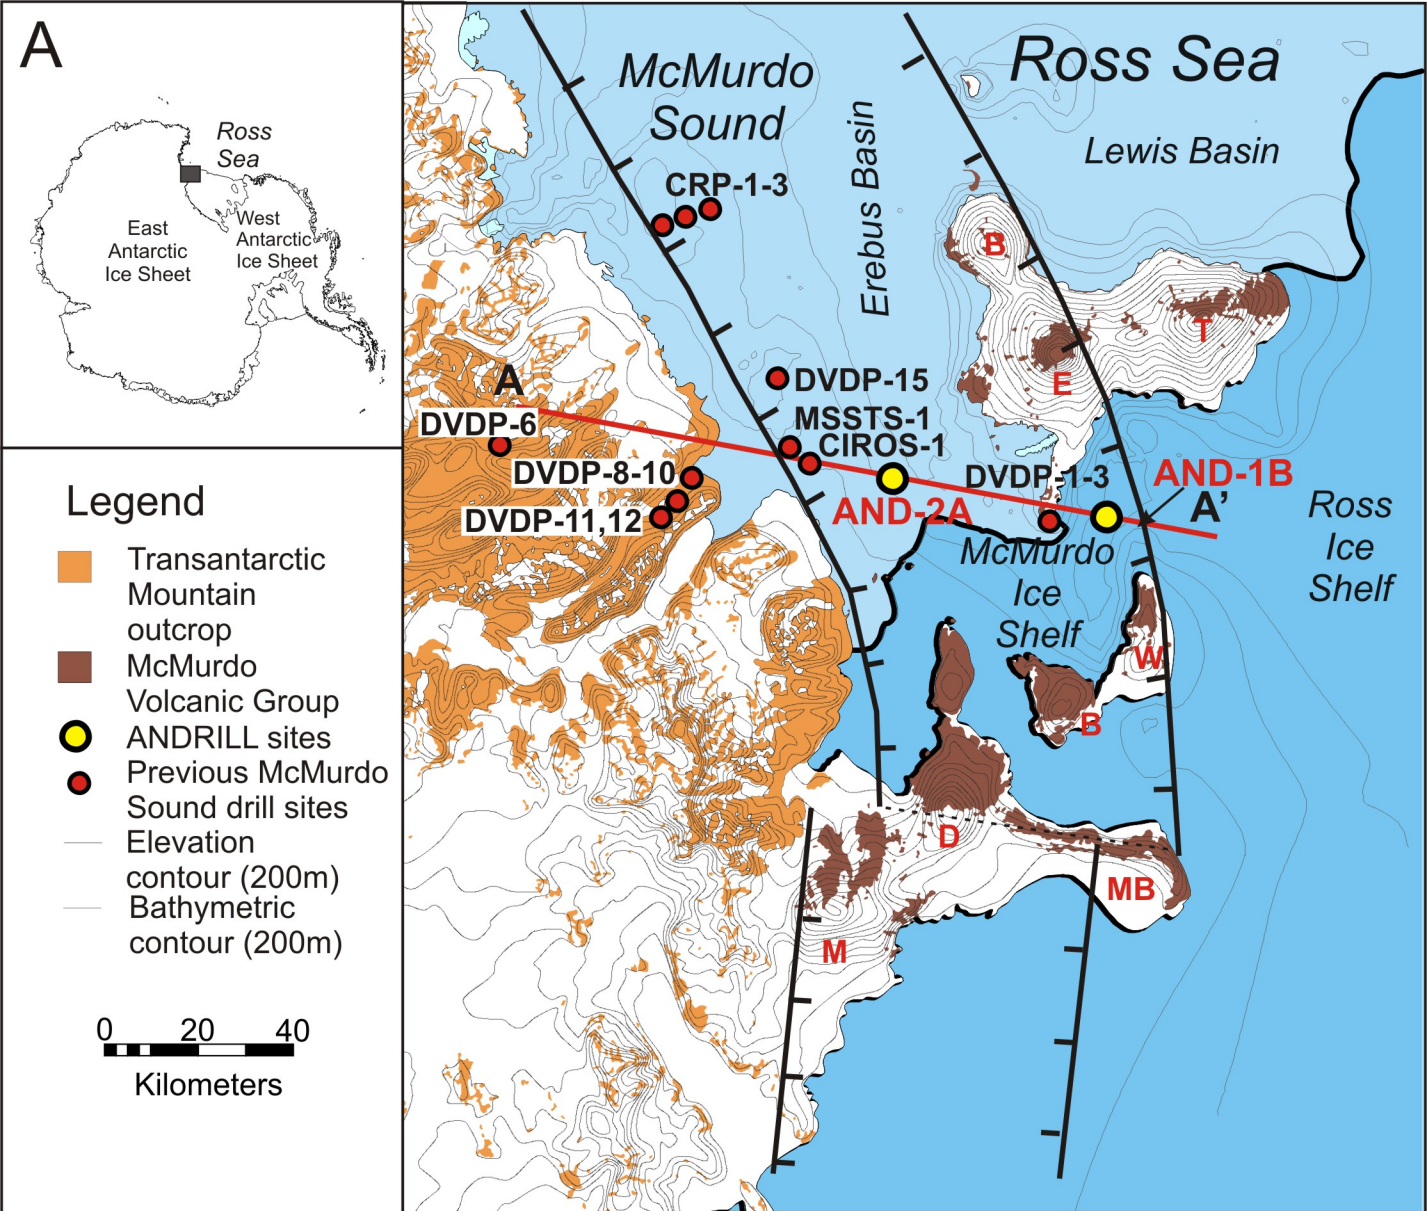 A
Ross
Sea
East
Antarctic
Ice Sheet
West
Antarctic
Ice Sheet
Legend
Transantarctic
Mountain
outcrop
McMurdo
Volcanic Group
ANDRILL sites
Previous McMurdo
Sound drill sites
Elevation
contour (200m)
Bathymetric
contour (200m)
0 20 40
Kilometers
McMurdo
Sound
Ross Sea
Lewis Basin
Erebus Basin
CRP-1-3
B
T
E
A
DVDP-6
DVDP-15
MSSTS-1
CIROS-1
DVDP-8-10
DVDP-11,12
AND-2A
DVDP-1-3
AND-1B
A’
Ross
Ice
Shelf
McMurdo
Ice
Shelf
W
B
D
MB
M